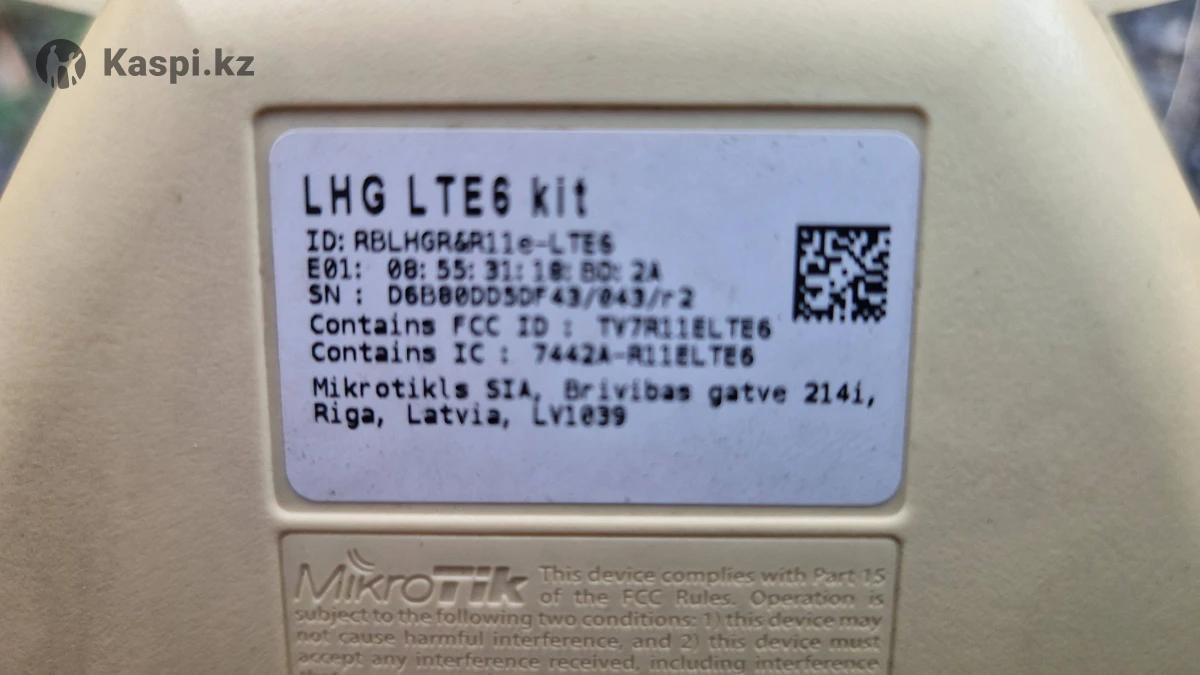 Kaspi.kz
LHG LTE6 kit
ID: RBLHGR&R11e-LTE6
E01: 08:55:31:18:BD:2A
SN : D6B80DD5DF43/043/r2
Contains FCC ID : TV7R11ELTE6
Contains IC : 7442A-R11ELTE6
Mikrotikls SIA, Brivibas gatve 214i,
Riga, Latvia, LV1039
MikroTik This device complies with Part 15
of the FCC Rules. Operation is
subject to the following two conditions: 1) this device may
not cause harmful interference, and 2) this device must
accept any interference received, including interference